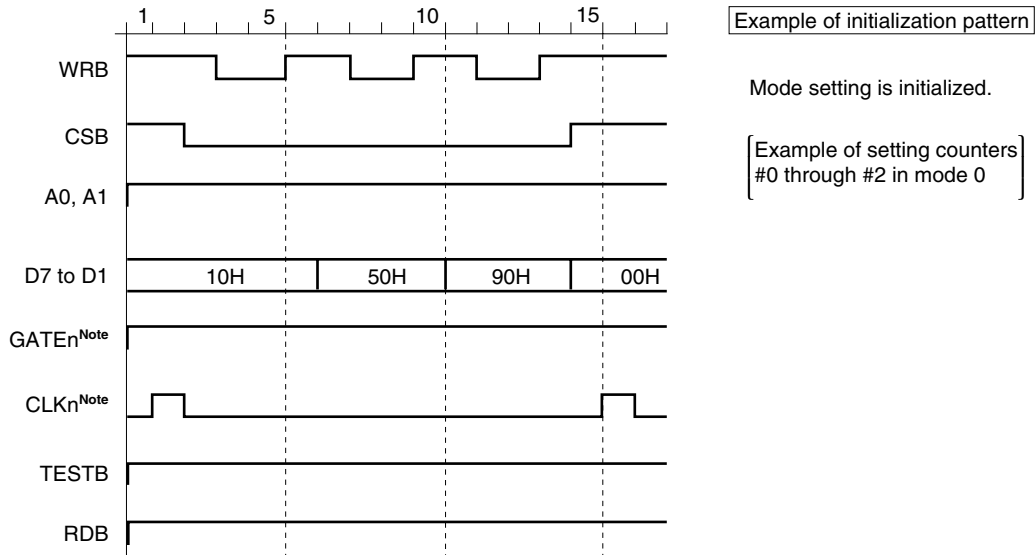 1 5 10 15
Example of initialization pattern
WRB
Mode setting is initialized.
CSB
Example of setting counters
#0 through #2 in mode 0
A0, A1
D7 to D1 10H 50H 90H 00H
GATEnNote
CLKnNote
TESTB
RDB